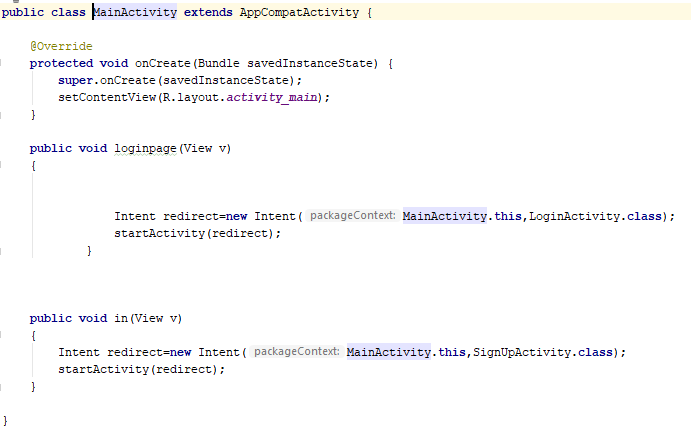 public class MainActivity extends AppCompatActivity {
@Override
protected void onCreate(Bundle savedInstanceState) {
super.onCreate(savedInstanceState);
setContentView(R.layout.activity_main);
}
public void loginpage(View v)
{
Intent redirect=new Intent( packageContext: MainActivity.this,LoginActivity.class);
startActivity(redirect);
}
public void in(View v)
{
Intent redirect=new Intent( packageContext: MainActivity.this,SignUpActivity.class);
startActivity(redirect);
}
}